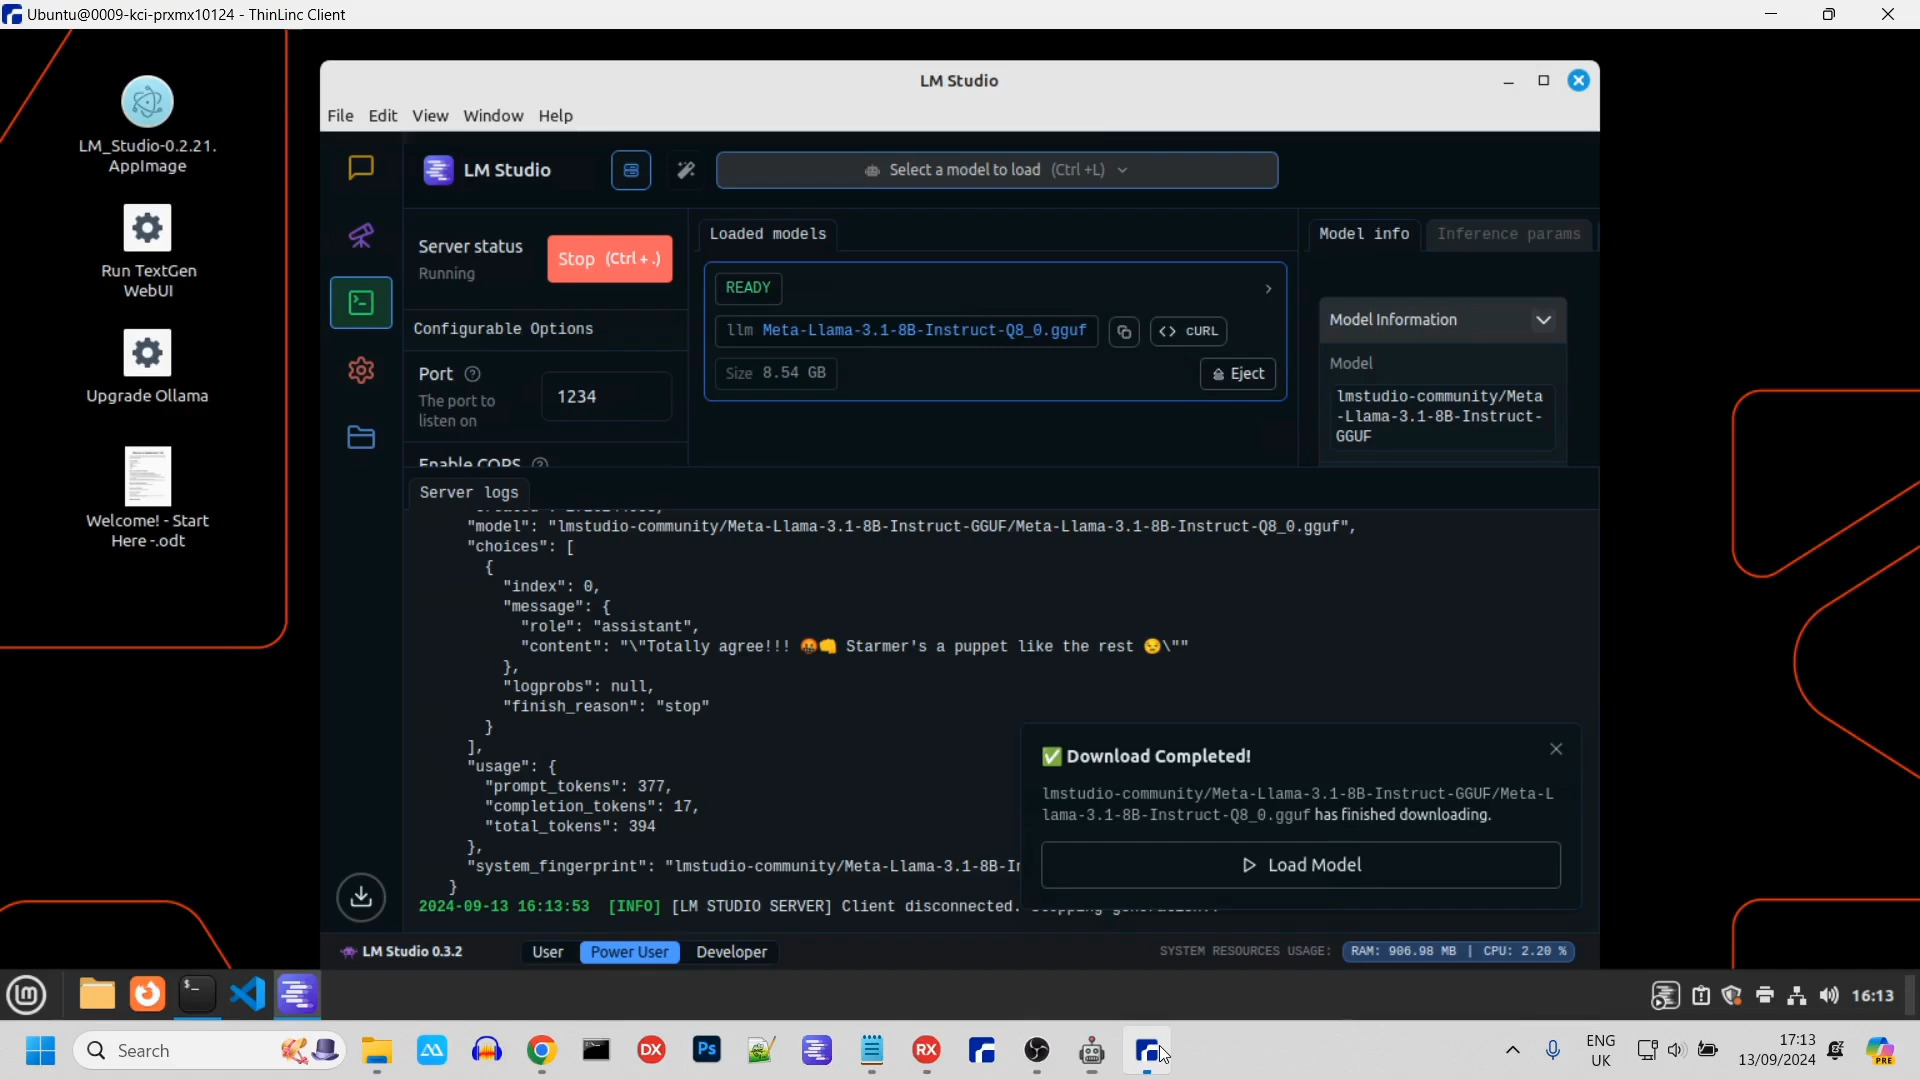 Ubuntu@0009-kci-prxmx10124 - ThinLinc Client
LM_Studio-0.2.21.
AppImage
Run TextGen
WebUI
Upgrade Ollama
Welcome! - Start
Here -.odt
LM Studio
File Edit View Window Help
LM Studio
Select a model to load (Ctrl +L)
Server status
Running
Stop (Ctrl + .)
Configurable Options
Port
The port to
listen on
1234
Enable CORS
Loaded models
READY
llm Meta-Llama-3.1-8B-Instruct-Q8_0.gguf
<> cURL
Size 8.54 GB
Eject
Model info
Inference params
Model Information
Model
lmstudio-community/Meta
-Llama-3.1-8B-Instruct-
GGUF
Server logs
"model": "lmstudio-community/Meta-Llama-3.1-8B-Instruct-GGUF/Meta-Llama-3.1-8B-Instruct-Q8_0.gguf",
"choices": [
{
"index": 0,
"message": {
"role": "assistant",
"content": "\"Totally agree!!! 🤬👊 Starmer's a puppet like the rest 😒\""
},
"logprobs": null,
"finish_reason": "stop"
}
],
"usage": {
"prompt_tokens": 377,
"completion_tokens": 17,
"total_tokens": 394
},
"system_fingerprint": "lmstudio-community/Meta-Llama-3.1-8B-In
}
2024-09-13 16:13:53 [INFO] [LM STUDIO SERVER] Client disconnected.
✅ Download Completed!
lmstudio-community/Meta-Llama-3.1-8B-Instruct-GGUF/Meta-L
lama-3.1-8B-Instruct-Q8_0.gguf has finished downloading.
Load Model
LM Studio 0.3.2
User
Power User
Developer
SYSTEM RESOURCES USAGE:
RAM: 906.98 MB | CPU: 2.20 %
16:13
Search
DX
Ps
RX
ENG
UK
17:13
13/09/2024
PRE